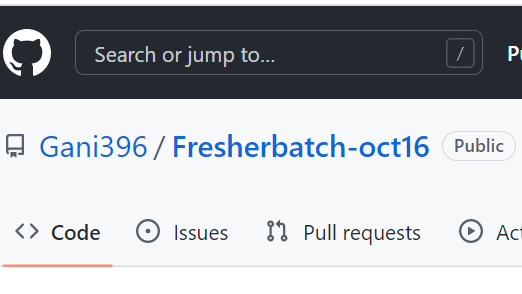 Search or jump to... /
Gani396 / Fresherbatch-oct16 Public
Code Issues Pull requests